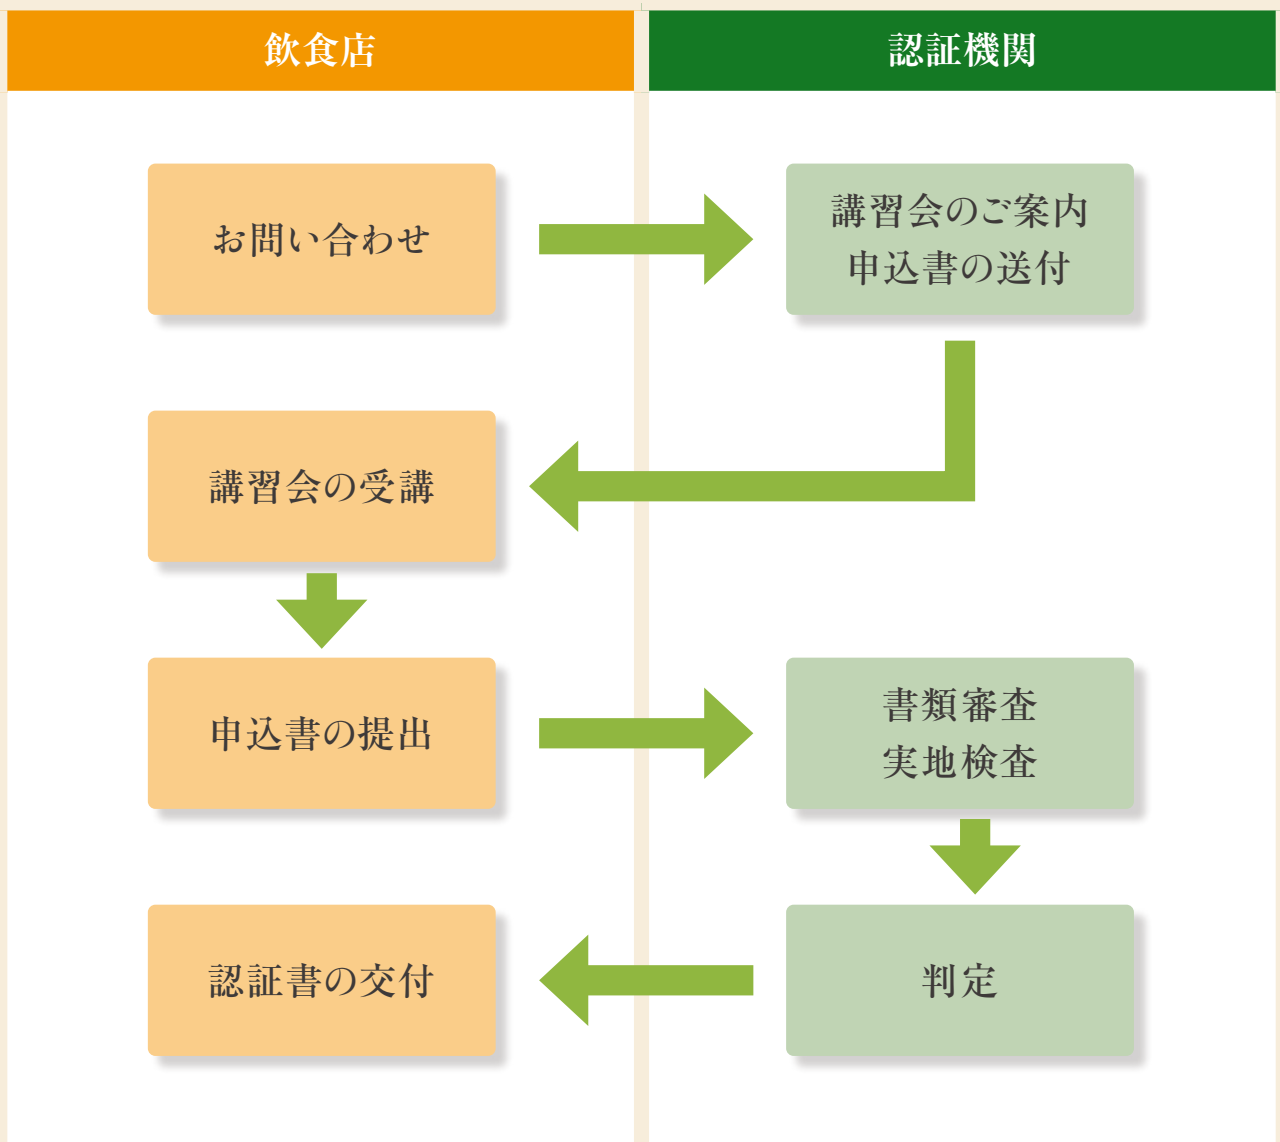 飲食店
認証機関
お問い合わせ
講習会のご案内
申込書の送付
講習会の受講
申込書の提出
書類審査
実地検査
認証書の交付
判定